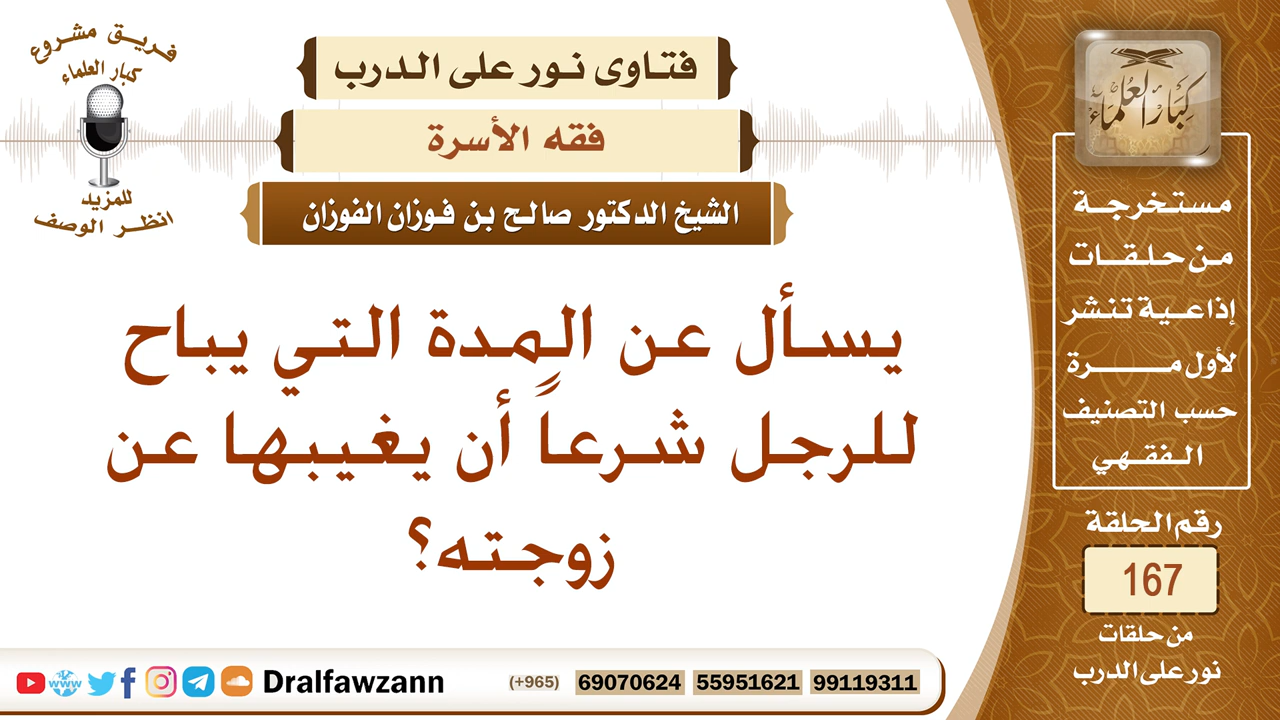 فريق مشروع
كبار العلماء
للمزيد
انظر الوصف
فتاوى نور على الدرب
فقه الأسرة
الشيخ الدكتور صالح بن فوزان الفوزان
يسأل عن المدة التي يباح
للرجل شرعاً أن يغيبها عن
زوجته؟
كبار العلماء
مستخرجة
من حلقات
إذاعية تنشر
لأول مرة
حسب التصنيف
الفقهي
رقم الحلقة
167
من حلقات
نور على الدرب
www
Dralfawzann
(+965) 69070624 55951621 99119311